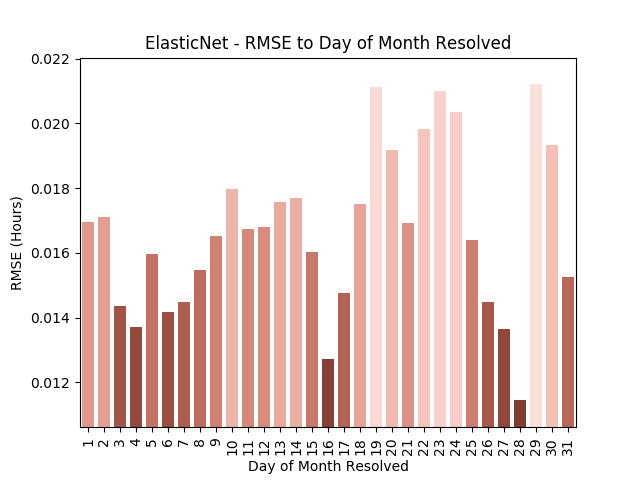 ElasticNet - RMSE to Day of Month Resolved
0.022
0.020
0.018
0.016
0.014
0.012
RMSE (Hours)
1 2 3 4 5 6 7 8 9 10 11 12 13 14 15 16 17 18 19 20 21 22 23 24 25 26 27 28 29 30 31
Day of Month Resolved